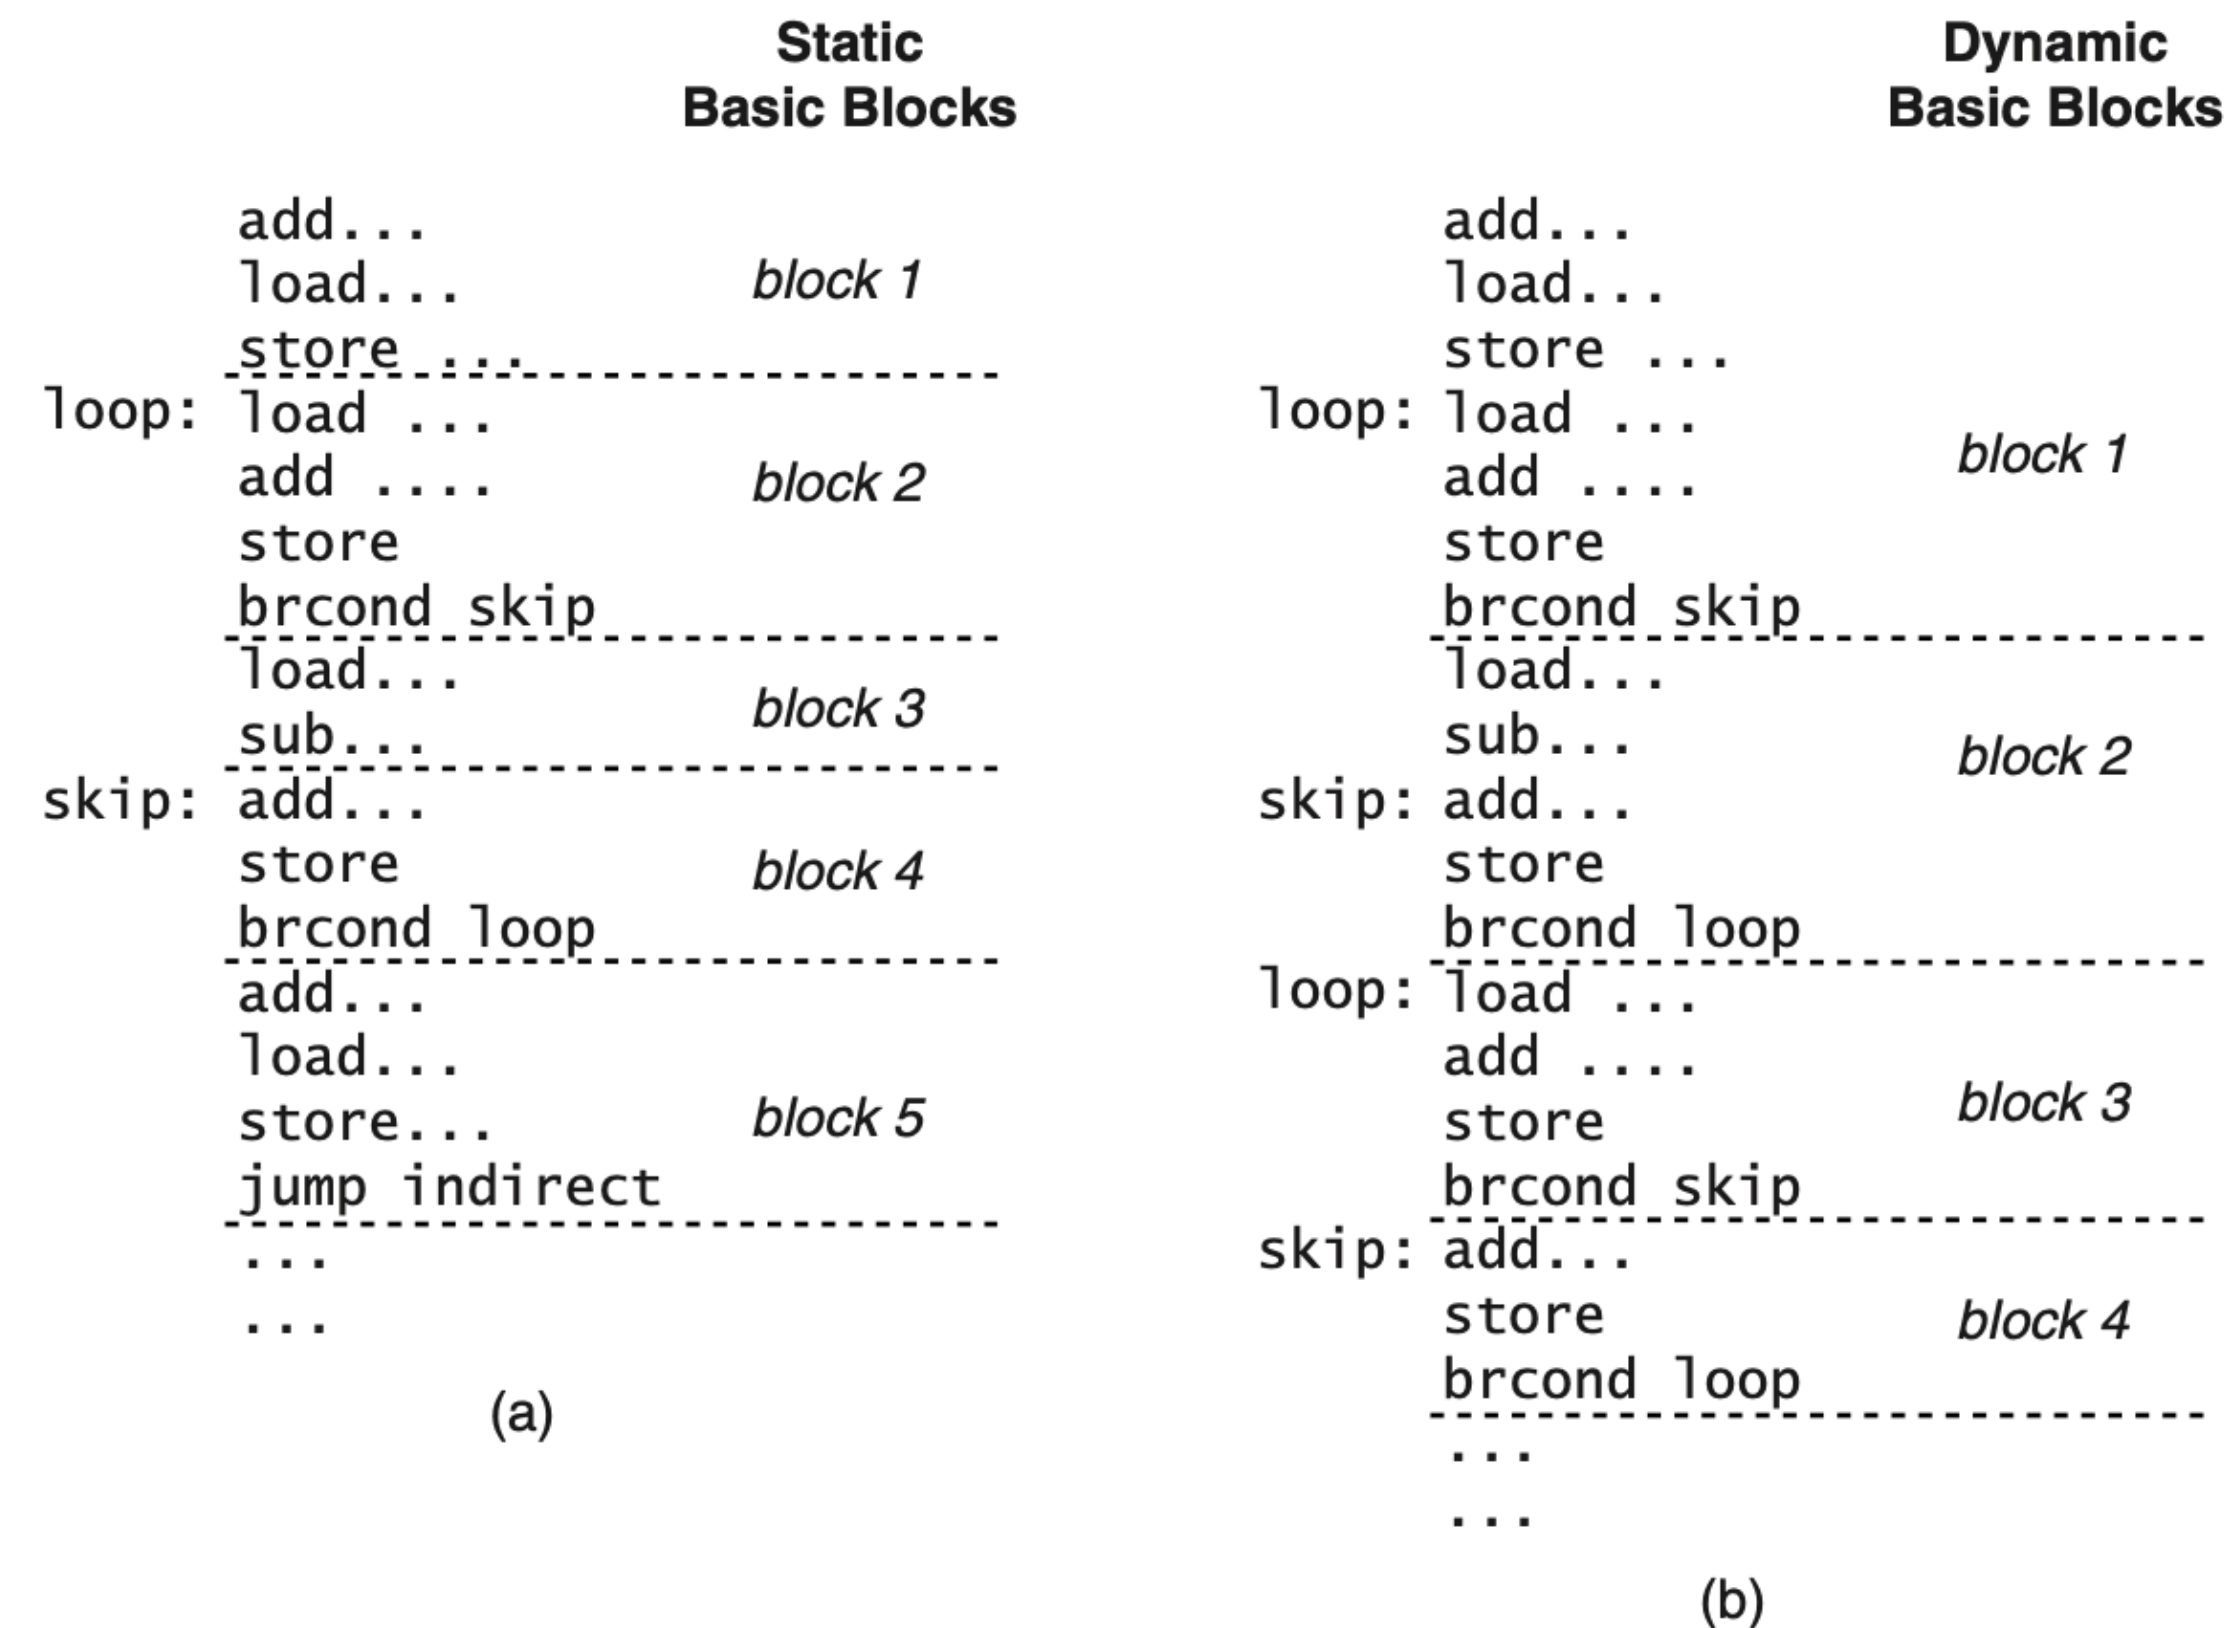 Static
Basic Blocks
add...
load...
block 1
store ...
loop: load ...
add ....
block 2
store
brcond skip
load...
block 3
sub...
skip: add...
store
block 4
brcond loop
add...
load...
store...
block 5
jump indirect
...
...
(a)
Dynamic
Basic Blocks
add...
load...
store ...
loop: load ...
block 1
add ....
store
brcond skip
load...
sub...
block 2
skip: add...
store
brcond loop
loop: load ...
add ....
store
block 3
brcond skip
skip: add...
store
block 4
brcond loop
...
...
(b)